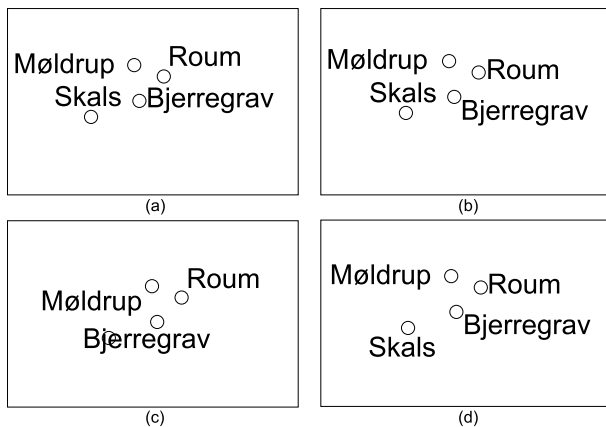 Møldrup Roum
Skals Bjerregrav
(a)
Møldrup Roum
Skals Bjerregrav
(b)
Roum
Møldrup
Bjerregrav
(c)
Møldrup Roum
Bjerregrav
Skals
(d)